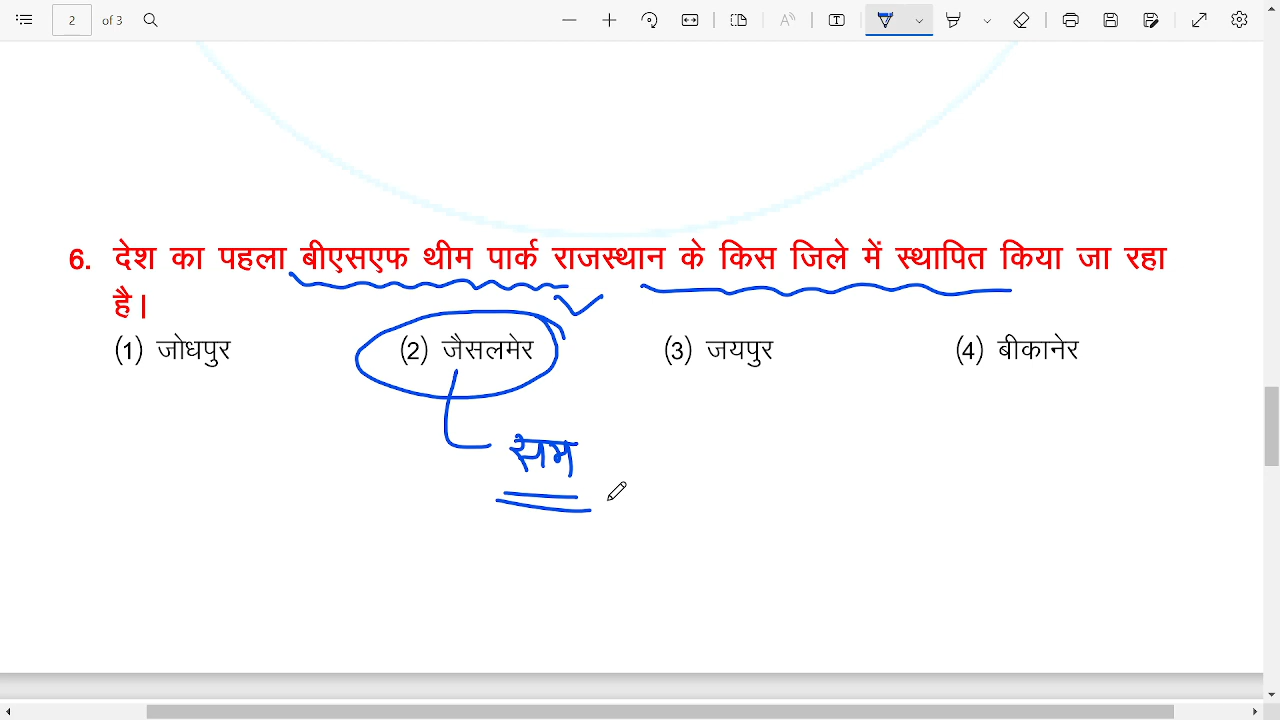 2 of 3
6. देश का पहला बीएसएफ थीम पार्क राजस्थान के किस जिले में स्थापित किया जा रहा
है।
(1) जोधपुर (2) जैसलमेर (3) जयपुर (4) बीकानेर
सम